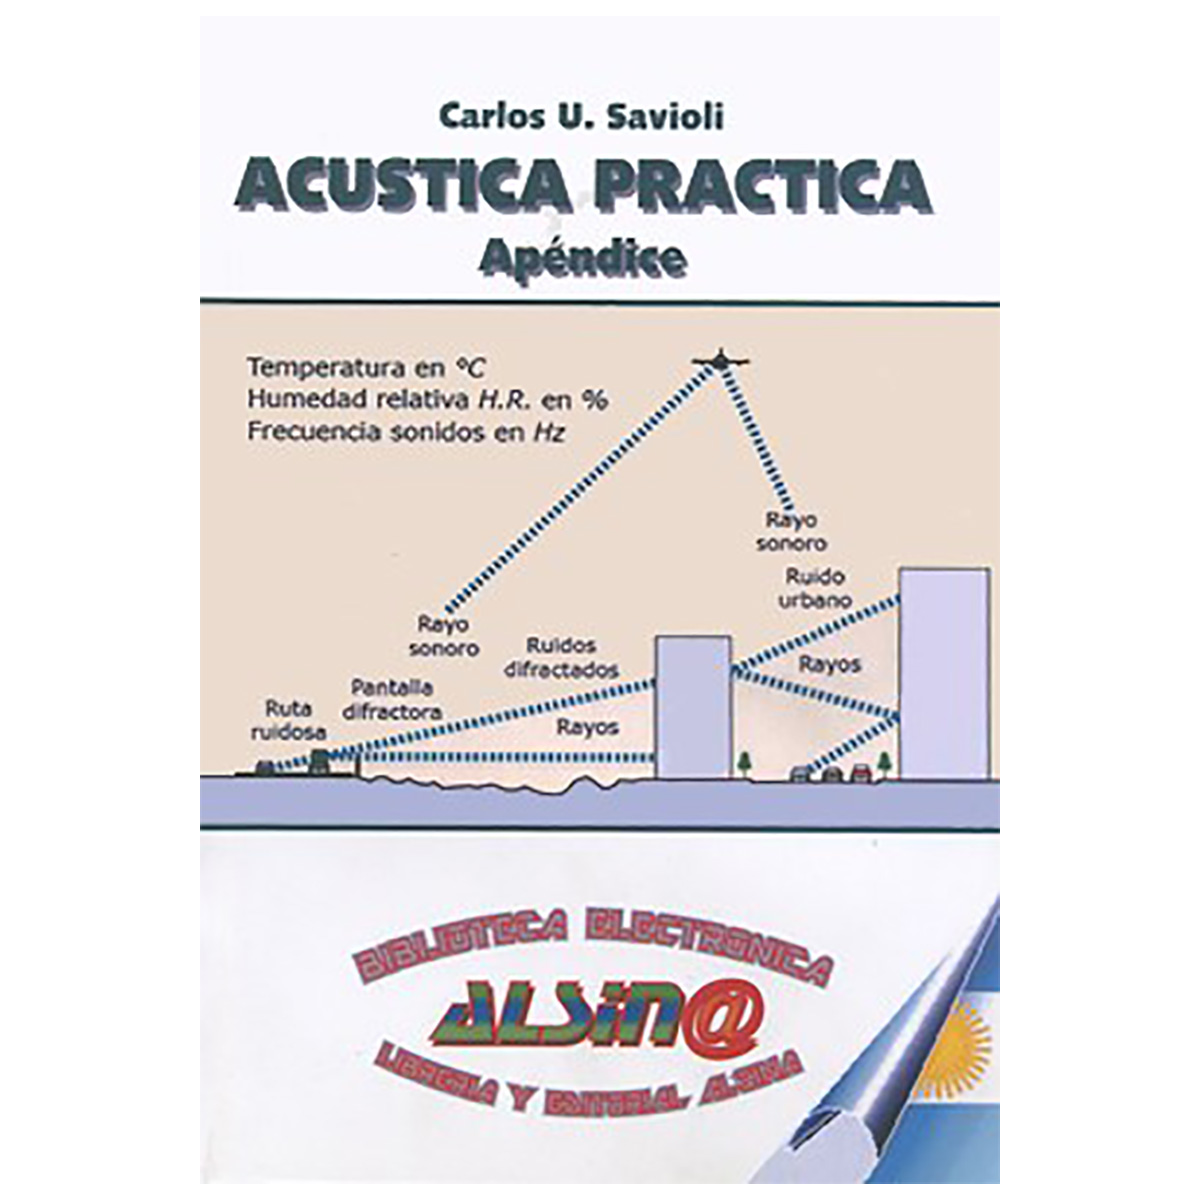 Carlos U. Savioli
ACUSTICA PRACTICA
Apéndice
Temperatura en °C
Humedad relativa H.R. en %
Frecuencia sonidos en Hz
Rayo
sonoro
Ruido
urbano
Rayo
sonoro
Ruidos
difractados
Rayos
Pantalla
difractora
Ruta
ruidosa
Rayos
BIBLIOTECA ELECTRONICA
ALSIN@
LIBRERIA Y EDITORIAL ALSINA